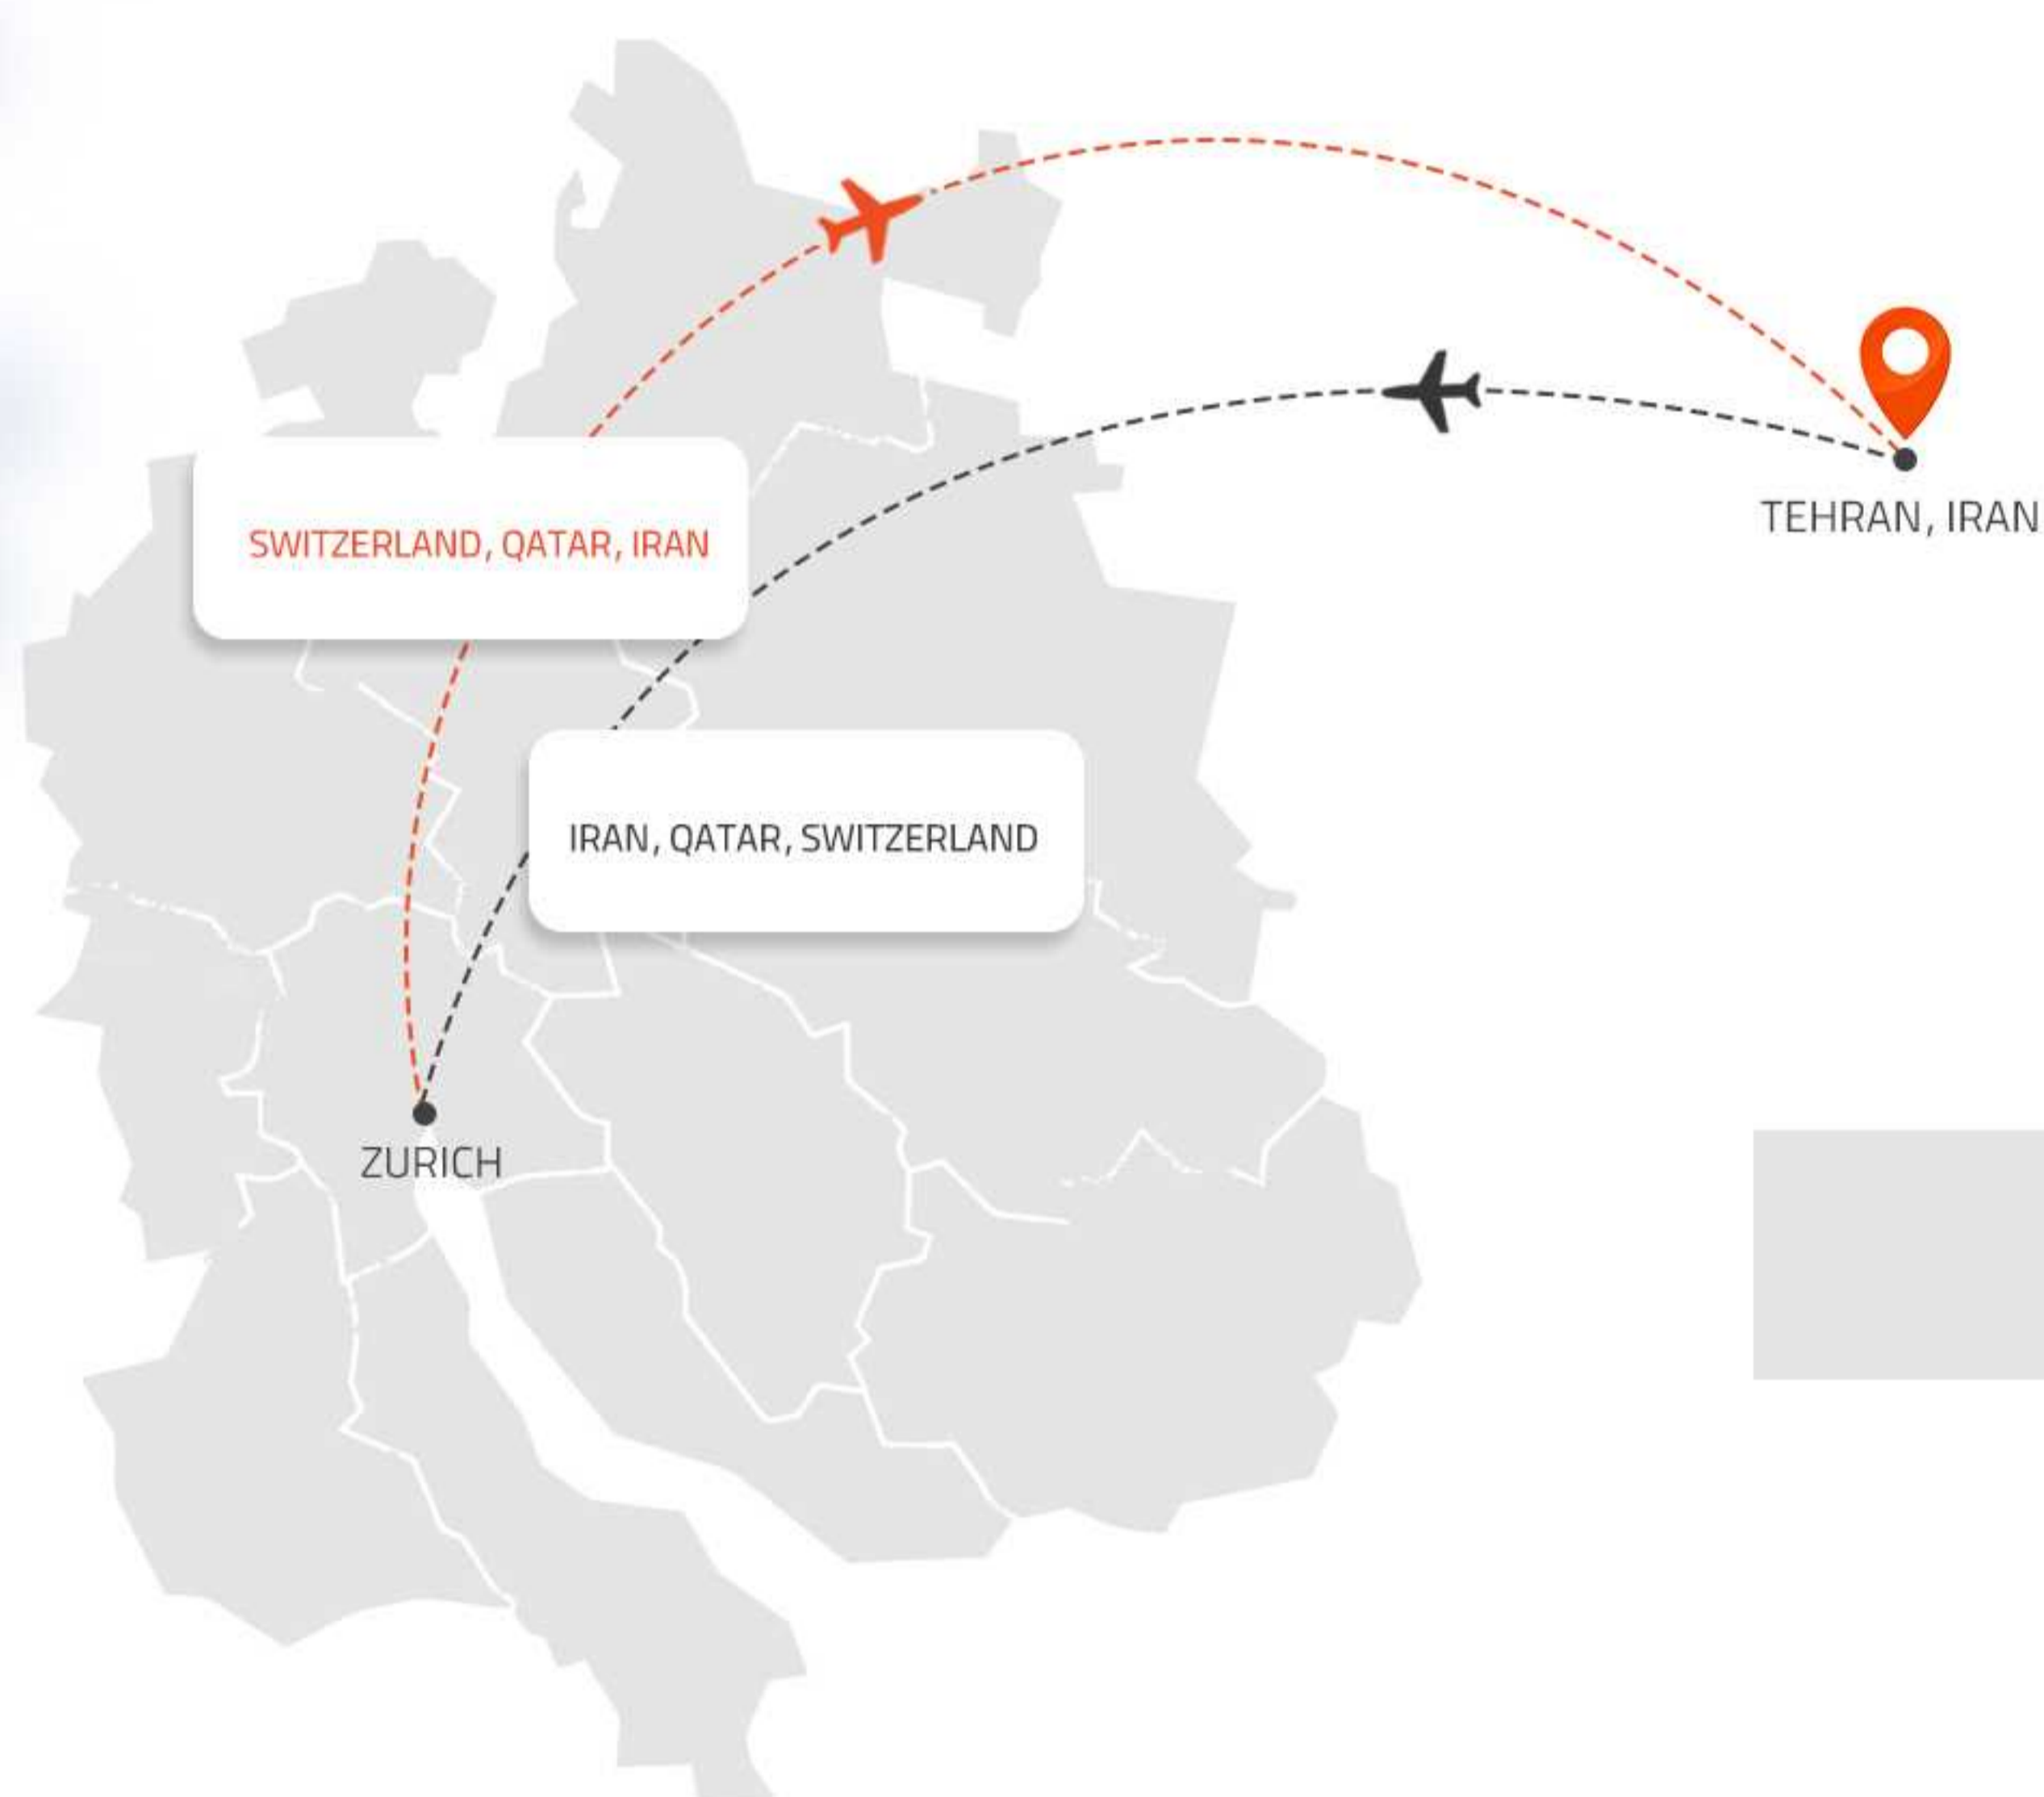 TEHRAN, IRAN
SWITZERLAND, QATAR, IRAN
IRAN, QATAR, SWITZERLAND
ZURICH